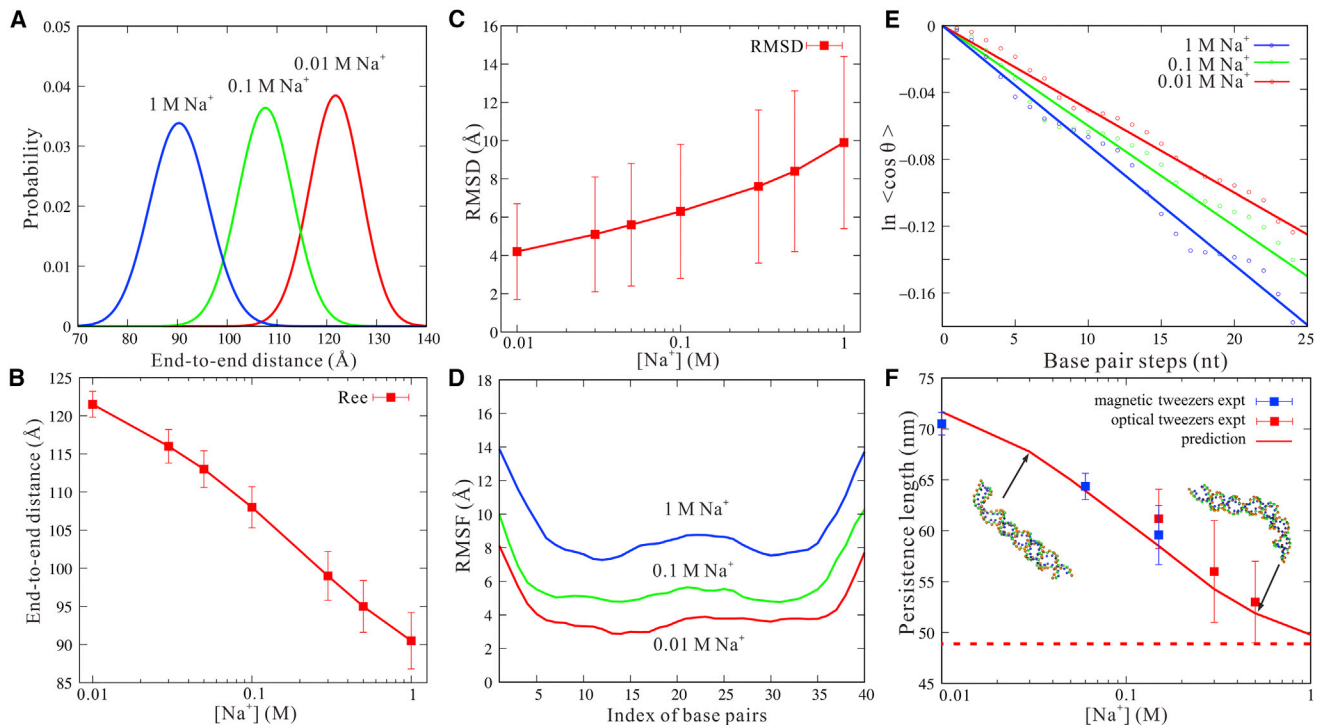 A
0.05
0.04
0.03
0.02
0.01
0
Probability
1 M Na⁺
0.1 M Na⁺
0.01 M Na⁺
70 80 90 100 110 120 130 140
End-to-end distance (Å)
B
125
120
115
110
105
100
95
90
85
End-to-end distance (Å)
Ree
0.01 0.1 1
[Na⁺] (M)
C
16
14
12
10
8
6
4
2
0
RMSD (Å)
RMSD
0.01 0.1 1
[Na⁺] (M)
D
18
16
14
12
10
8
6
4
2
0
RMSF (Å)
1 M Na⁺
0.1 M Na⁺
0.01 M Na⁺
5 10 15 20 25 30 35 40
Index of base pairs
E
0
−0.04
−0.08
−0.12
−0.16
ln <cos θ>
1 M Na⁺
0.1 M Na⁺
0.01 M Na⁺
0 5 10 15 20 25
Base pair steps (nt)
F
75
70
65
60
55
50
45
Persistence length (nm)
magnetic tweezers expt
optical tweezers expt
prediction
0.01 0.1 1
[Na⁺] (M)